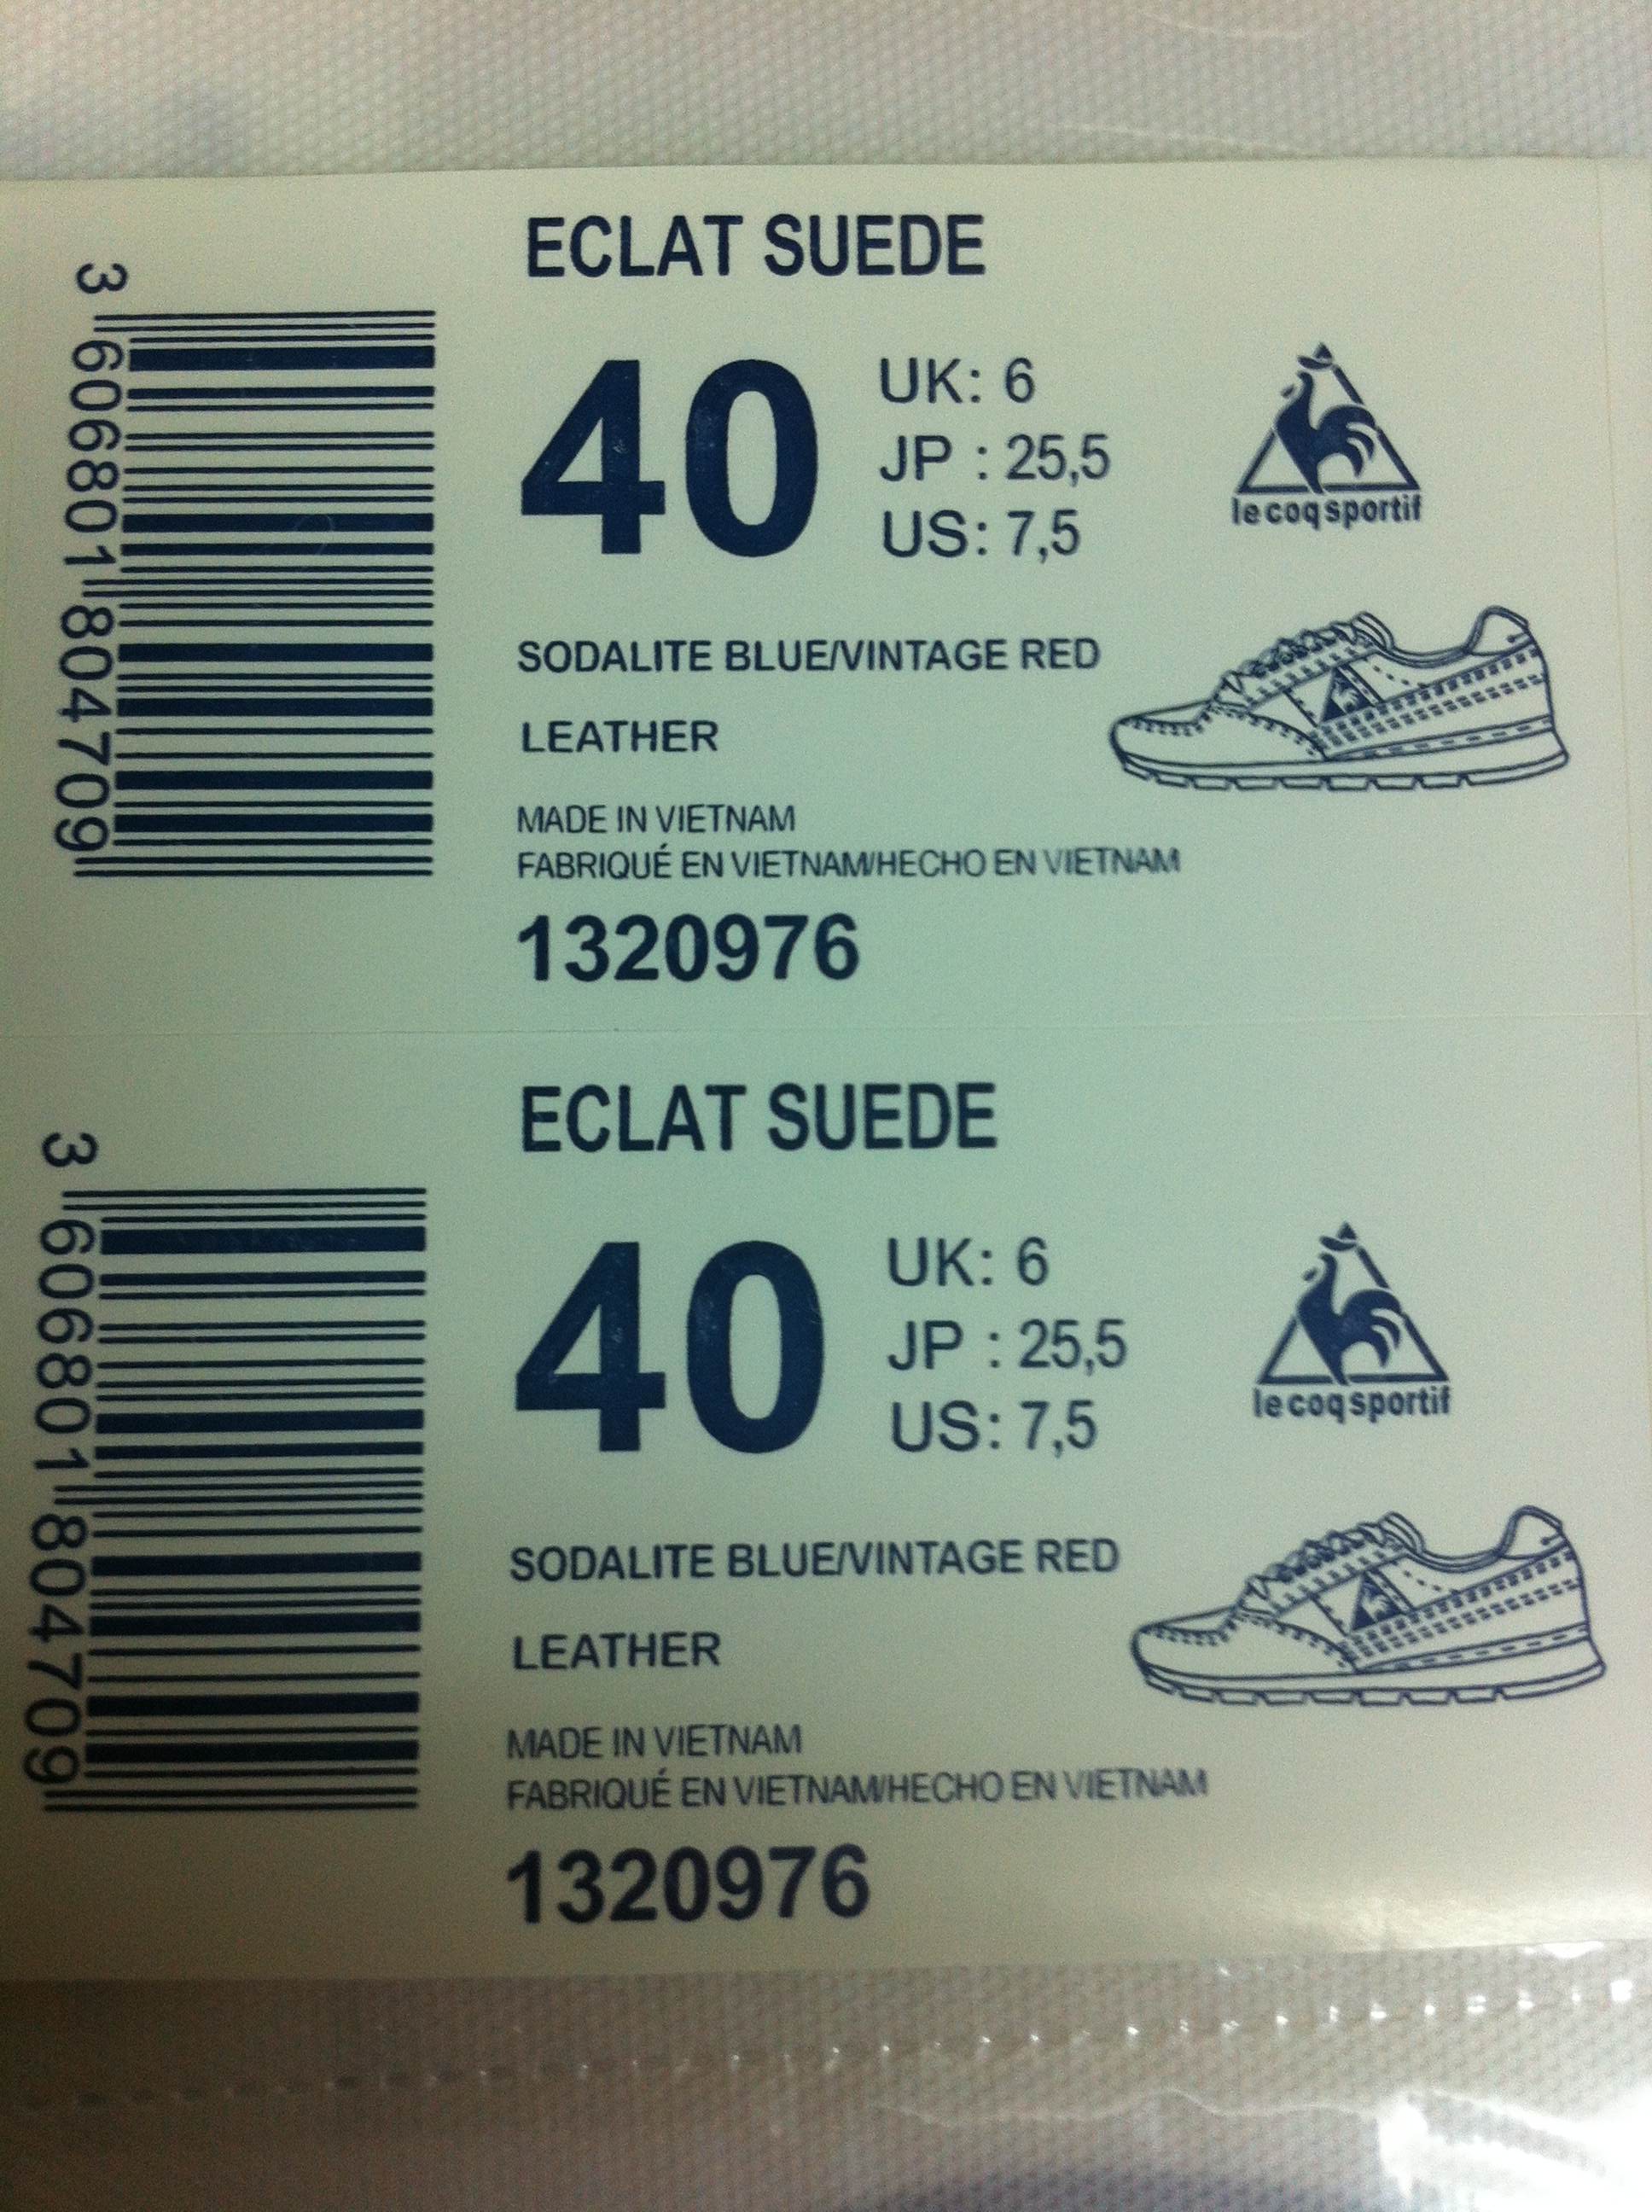 ECLAT SUEDE
3 606801 804709
40
UK: 6
JP : 25,5
US: 7,5
le coq sportif
SODALITE BLUE/VINTAGE RED
LEATHER
MADE IN VIETNAM
FABRIQUÉ EN VIETNAM/HECHO EN VIETNAM
1320976
ECLAT SUEDE
3 606801 804709
40
UK: 6
JP : 25,5
US: 7,5
le coq sportif
SODALITE BLUE/VINTAGE RED
LEATHER
MADE IN VIETNAM
FABRIQUÉ EN VIETNAM/HECHO EN VIETNAM
1320976